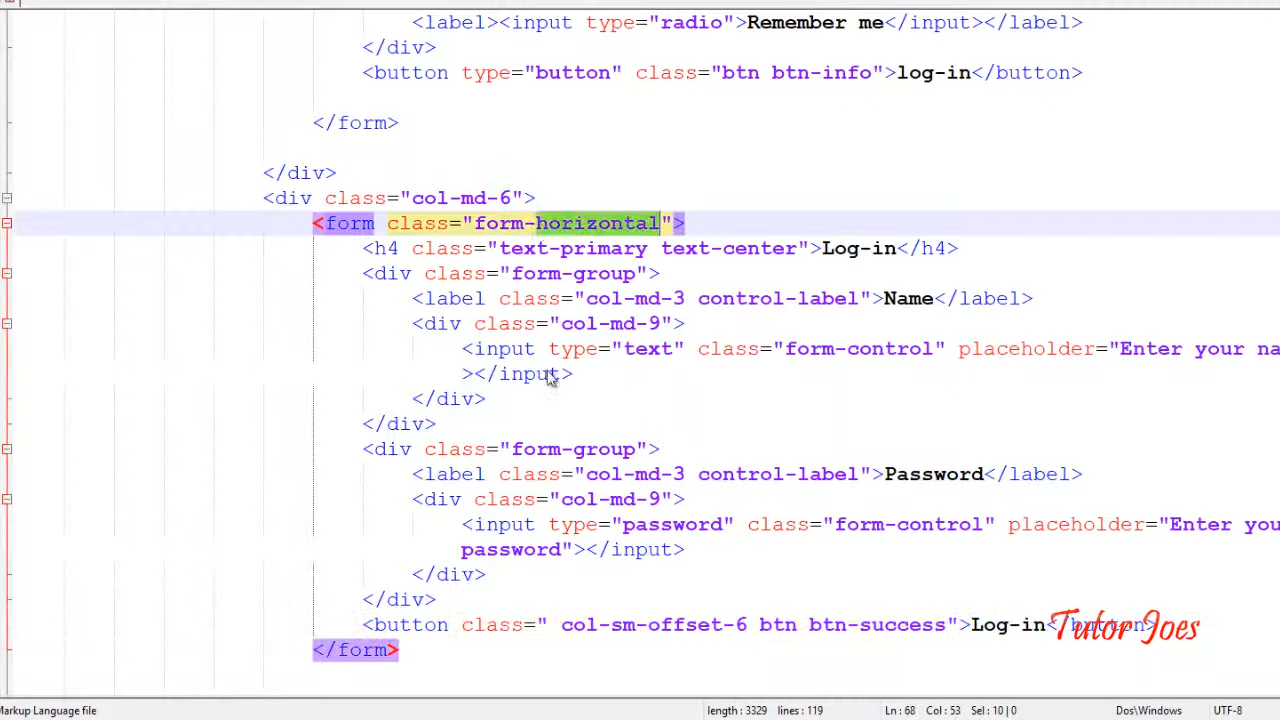 <label><input type="radio">Remember me</input></label>
</div>
<button type="button" class="btn btn-info">log-in</button>
</form>
</div>
<div class="col-md-6">
<form class="form-horizontal">
<h4 class="text-primary text-center">Log-in</h4>
<div class="form-group">
<label class="col-md-3 control-label">Name</label>
<div class="col-md-9">
<input type="text" class="form-control" placeholder="Enter your
></input>
</div>
</div>
<div class="form-group">
<label class="col-md-3 control-label">Password</label>
<div class="col-md-9">
<input type="password" class="form-control" placeholder="Enter
password"></input>
</div>
</div>
<button class=" col-sm-offset-6 btn btn-success">Log-in</button>
Tutor Joes
</form>
Markup Language file length : 3329 lines : 119 Ln : 68 Col : 53 Sel : 10 | 0 Dos\Windows UTF-8